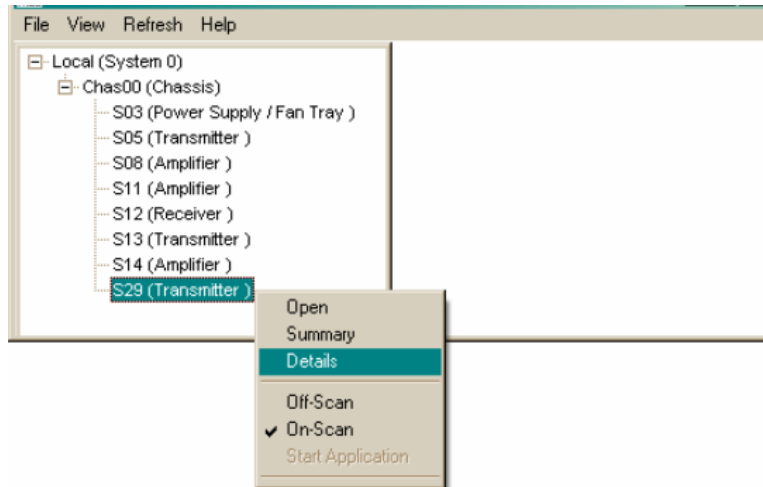 File View Refresh Help
Local (System 0)
Chas00 (Chassis)
S03 (Power Supply / Fan Tray )
S05 (Transmitter )
S08 (Amplifier )
S11 (Amplifier )
S12 (Receiver )
S13 (Transmitter )
S14 (Amplifier )
S29 (Transmitter )
Open
Summary
Details
Off-Scan
On-Scan
Start Application